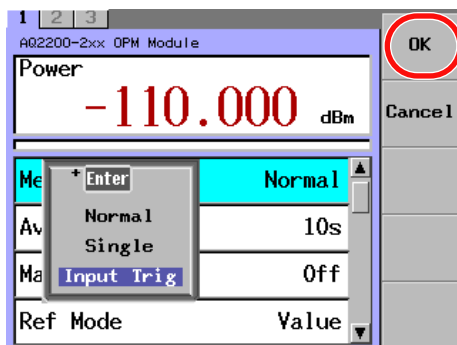 1 2 3
AQ2200-2xx OPM Module
OK
Power
-110.000 dBm
Cancel
Me Normal
Enter
Normal
Single
Input Trig
Av 10s
Ma Off
Ref Mode Value